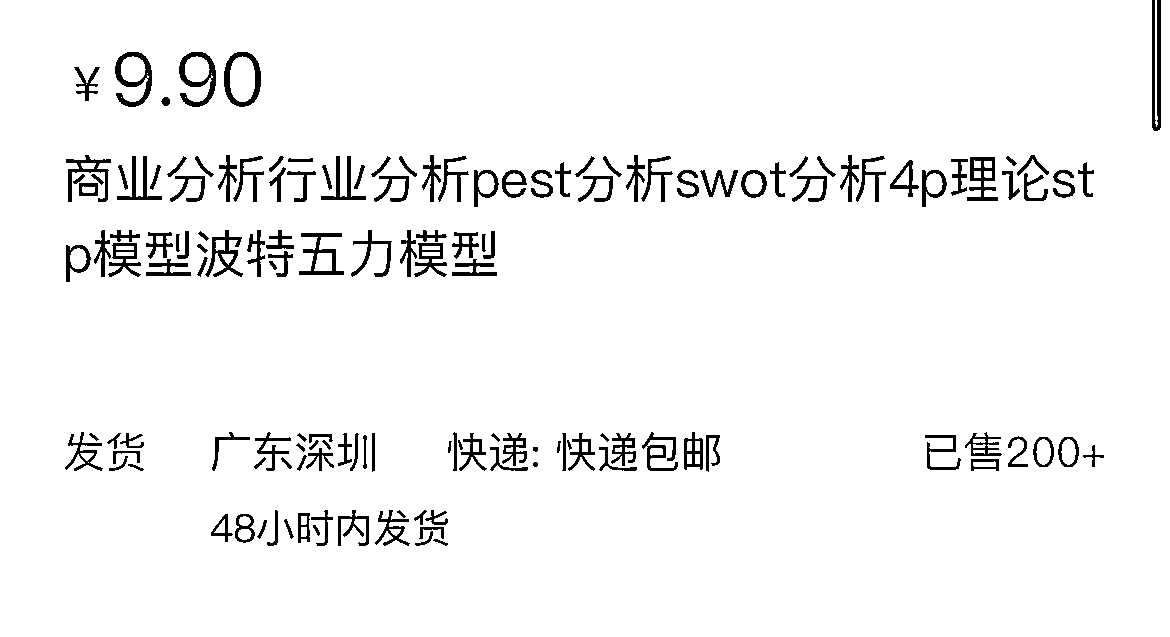 ¥9.90
商业分析行业分析pest分析swot分析4p理论st
p模型波特五力模型
发货 广东深圳 快递: 快递包邮 已售200+
48小时内发货